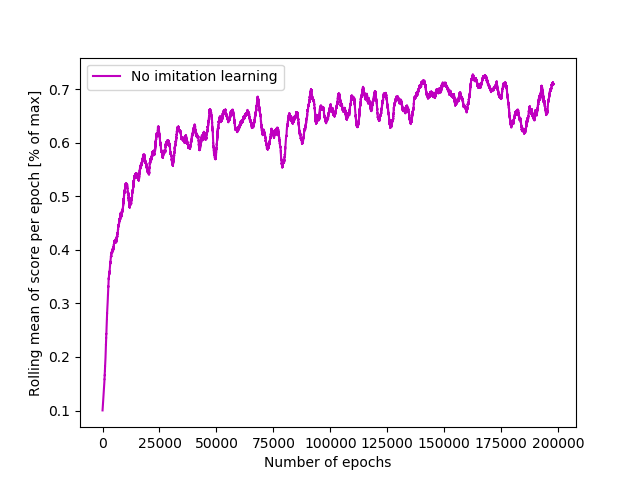 No imitation learning
Rolling mean of score per epoch [% of max]
0.7
0.6
0.5
0.4
0.3
0.2
0.1
0 25000 50000 75000 100000 125000 150000 175000 200000
Number of epochs